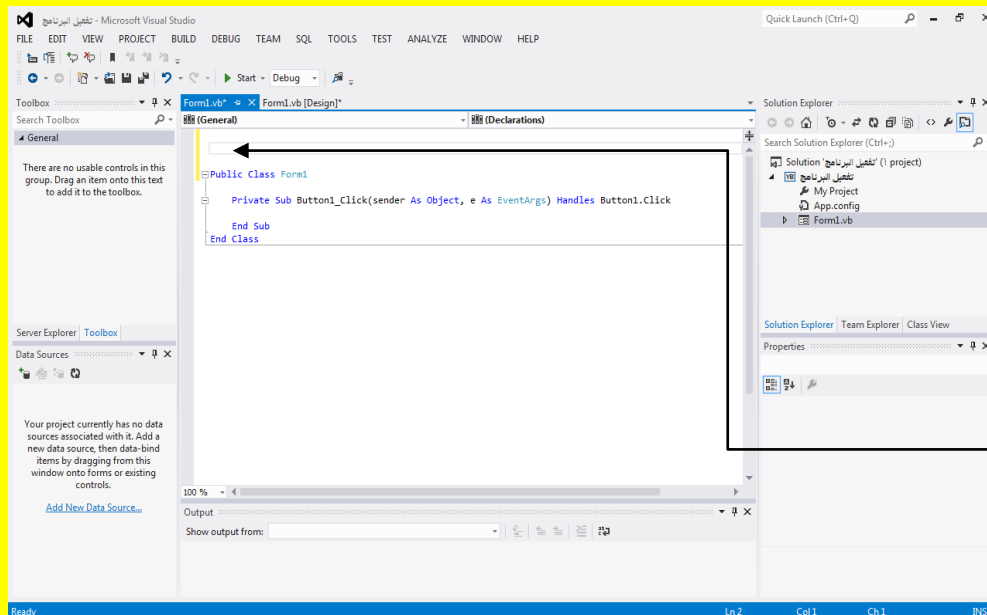 تفعيل البرنامج - Microsoft Visual Studio
Quick Launch (Ctrl+Q)
FILE EDIT VIEW PROJECT BUILD DEBUG TEAM SQL TOOLS TEST ANALYZE WINDOW HELP
Start Debug
Toolbox
Search Toolbox
General
There are no usable controls in this
group. Drag an item onto this text
to add it to the toolbox.
Server Explorer Toolbox
Data Sources
Your project currently has no data
sources associated with it. Add a
new data source, then data-bind
items by dragging from this
window onto forms or existing
controls.
Add New Data Source...
Form1.vb* Form1.vb [Design]*
(General) (Declarations)
Public Class Form1
Private Sub Button1_Click(sender As Object, e As EventArgs) Handles Button1.Click
End Sub
End Class
100 %
Output
Show output from:
Solution Explorer
Search Solution Explorer (Ctrl+;)
Solution 'تفعيل البرنامج' (١ project)
تفعيل البرنامج
My Project
App.config
Form1.vb
Solution Explorer Team Explorer Class View
Properties
Ready Ln 2 Col 1 Ch 1 INS